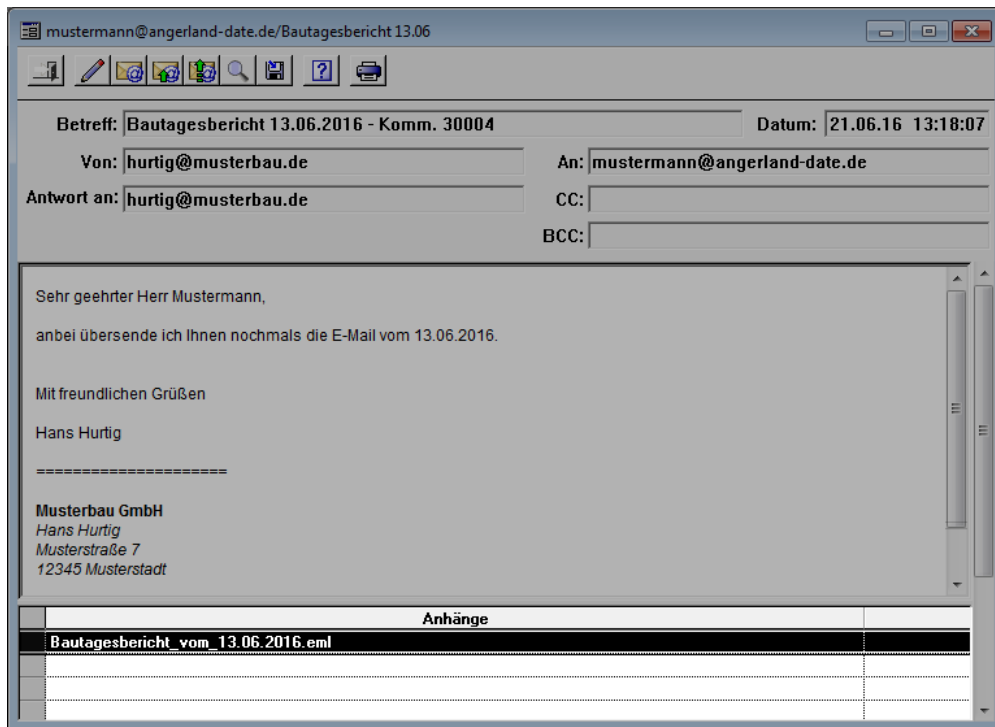 mustermann@angerland-date.de/Bautagesbericht 13.06
Betreff: Bautagesbericht 13.06.2016 - Komm. 30004 Datum: 21.06.16 13:18:07
Von: hurtig@musterbau.de An: mustermann@angerland-date.de
Antwort an: hurtig@musterbau.de CC:
BCC:
Sehr geehrter Herr Mustermann,
anbei übersende ich Ihnen nochmals die E-Mail vom 13.06.2016.
Mit freundlichen Grüßen
Hans Hurtig
=====================
Musterbau GmbH
Hans Hurtig
Musterstraße 7
12345 Musterstadt
Anhänge
Bautagesbericht_vom_13.06.2016.eml